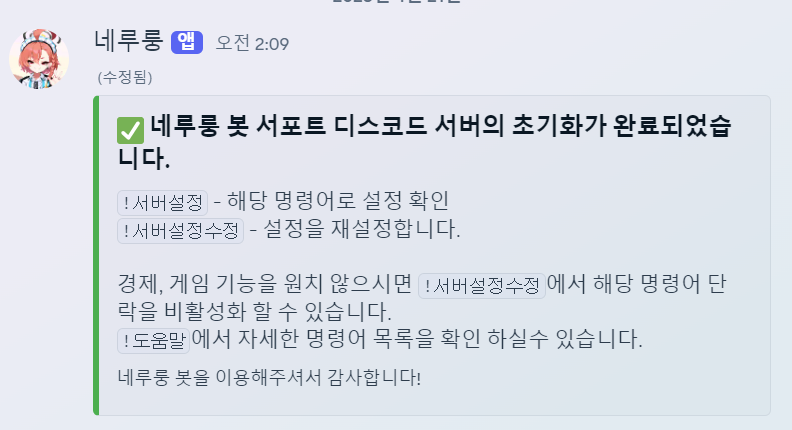 네루룽 앱 오전 2:09
(수정됨)
✅ 네루룽 봇 서포트 디스코드 서버의 초기화가 완료되었습
니다.
!서버설정 - 해당 명령어로 설정 확인
!서버설정수정 - 설정을 재설정합니다.
경제, 게임 기능을 원치 않으시면 !서버설정수정에서 해당 명령어 단
락을 비활성화 할 수 있습니다.
!도움말에서 자세한 명령어 목록을 확인 하실수 있습니다.
네루룽 봇을 이용해주셔서 감사합니다!